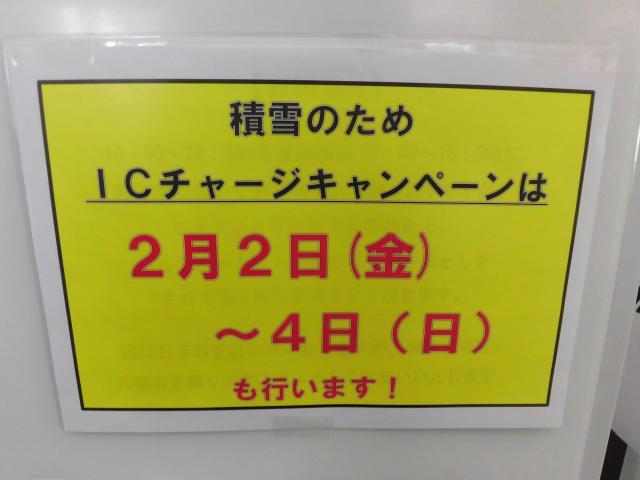 積雪のため
ICチャージキャンペーンは
2月2日(金)
～4日（日）
も行います！